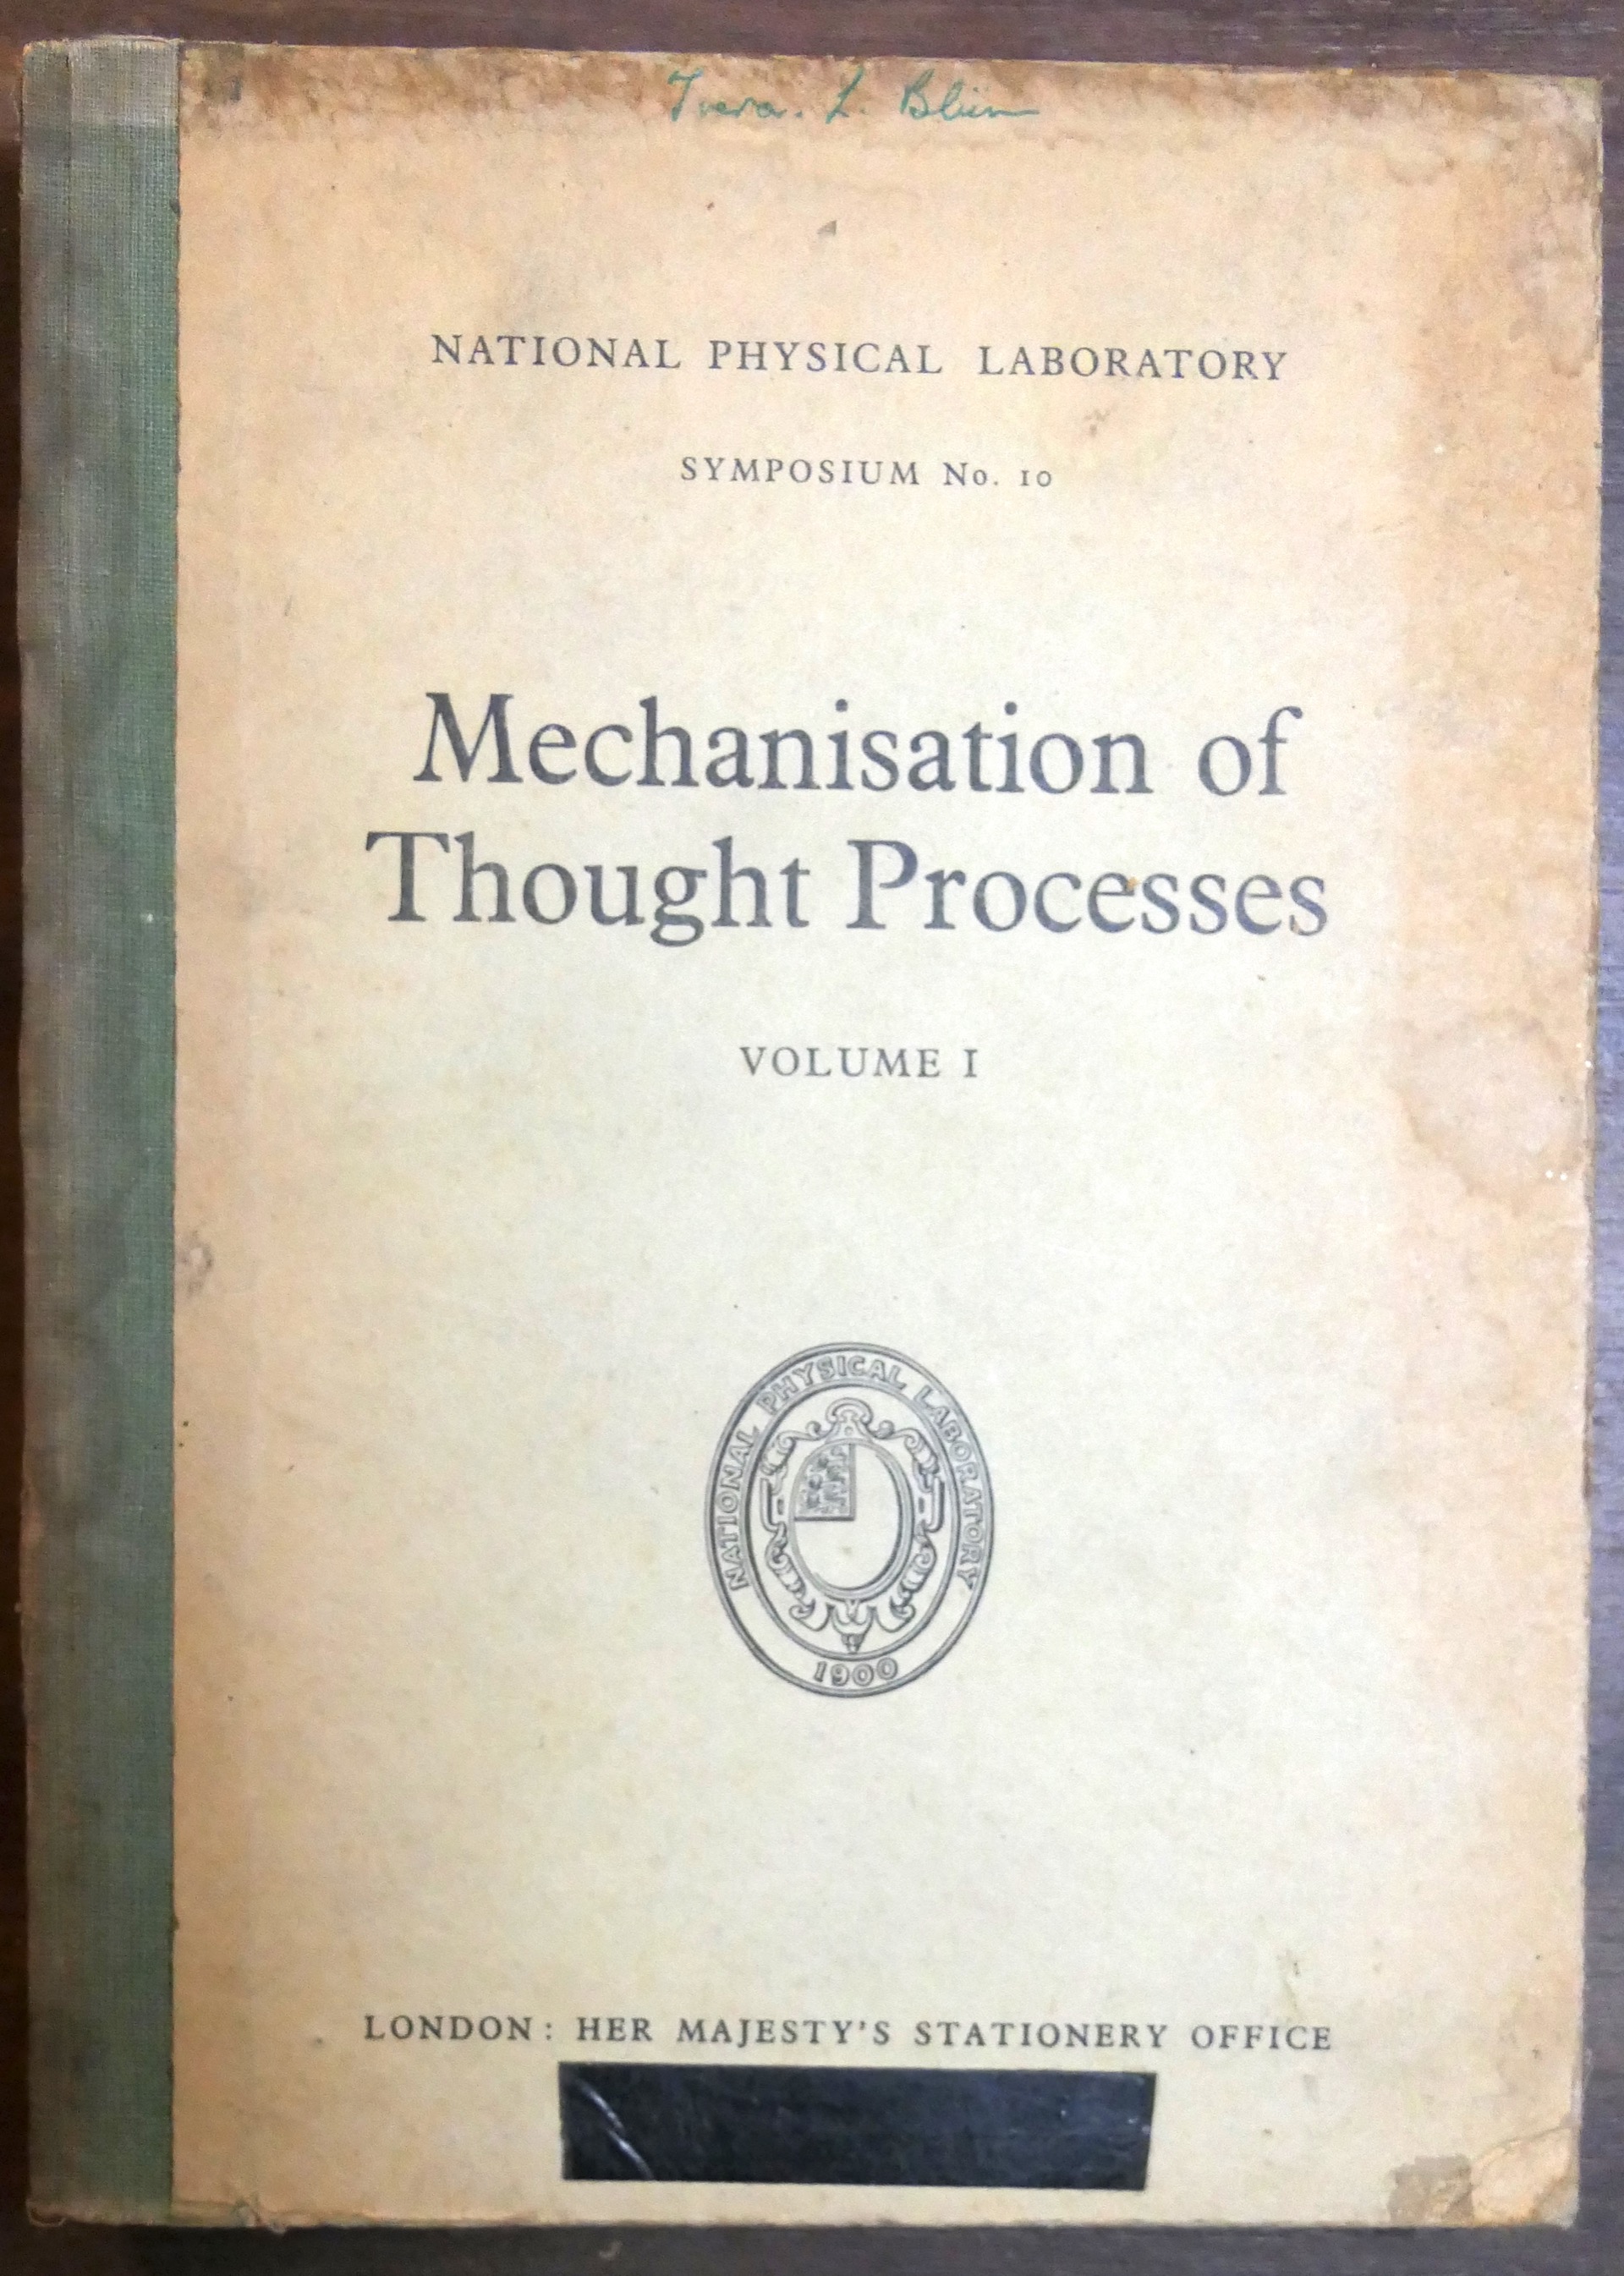 L. Blum
NATIONAL PHYSICAL LABORATORY
SYMPOSIUM No. 10
Mechanisation of
Thought Processes
VOLUME I
NATIONAL PHYSICAL LABORATORY
1900
LONDON: HER MAJESTY'S STATIONERY OFFICE